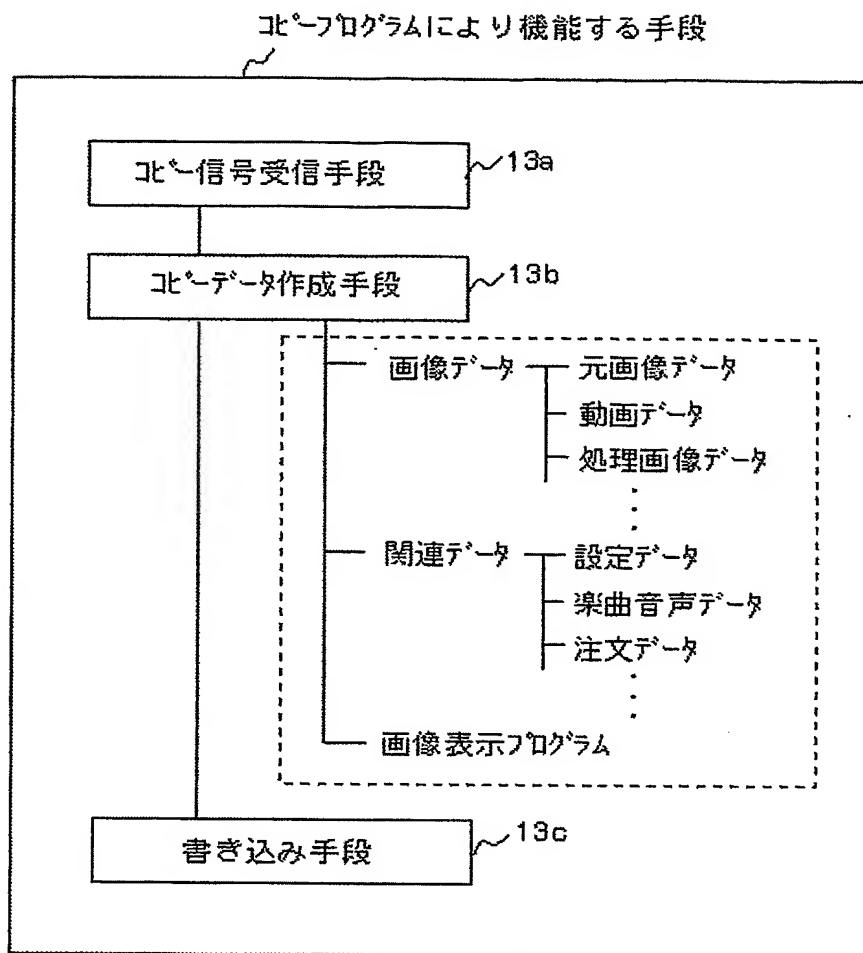 コピープログラムにより機能する手段
コピー信号受信手段 13a
コピーデータ作成手段 13b
画像データ 元画像データ
動画データ
処理画像データ
関連データ 設定データ
楽曲音声データ
注文データ
画像表示プログラム
書き込み手段 13c